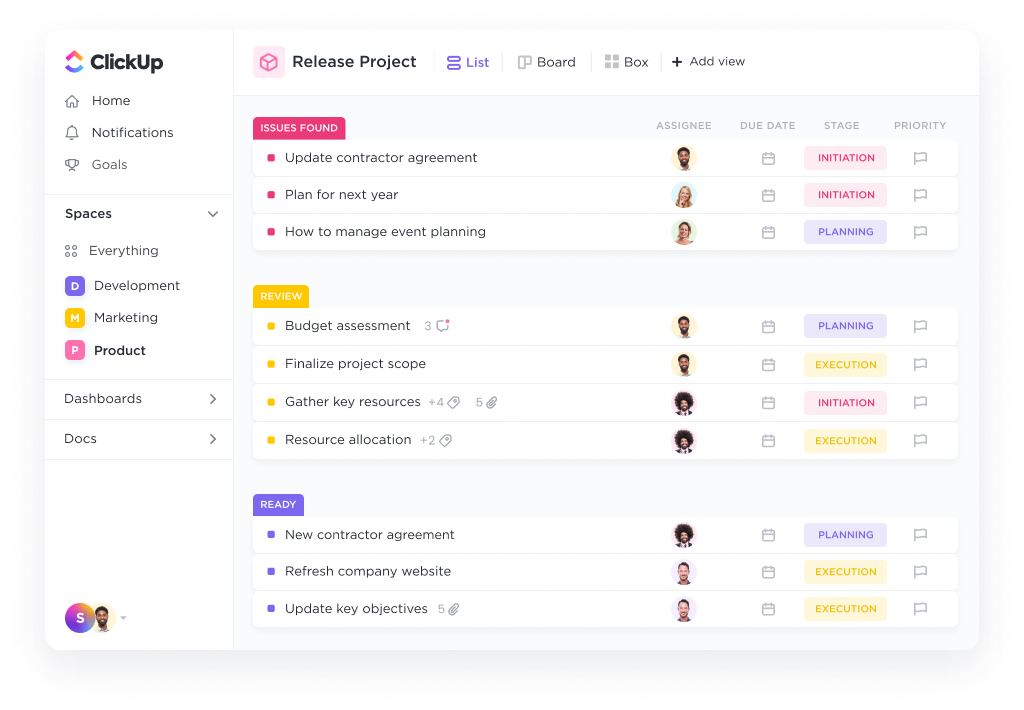 ClickUp
Home
Notifications
Goals
Spaces
Everything
D Development
M Marketing
P Product
Dashboards
Docs
S
Release Project
List
Board
Box
+ Add view
ISSUES FOUND ASSIGNEE DUE DATE STAGE PRIORITY
Update contractor agreement INITIATION
Plan for next year INITIATION
How to manage event planning PLANNING
REVIEW
Budget assessment 3 PLANNING
Finalize project scope EXECUTION
Gather key resources +4 5 INITIATION
Resource allocation +2 EXECUTION
READY
New contractor agreement PLANNING
Refresh company website EXECUTION
Update key objectives 5 EXECUTION